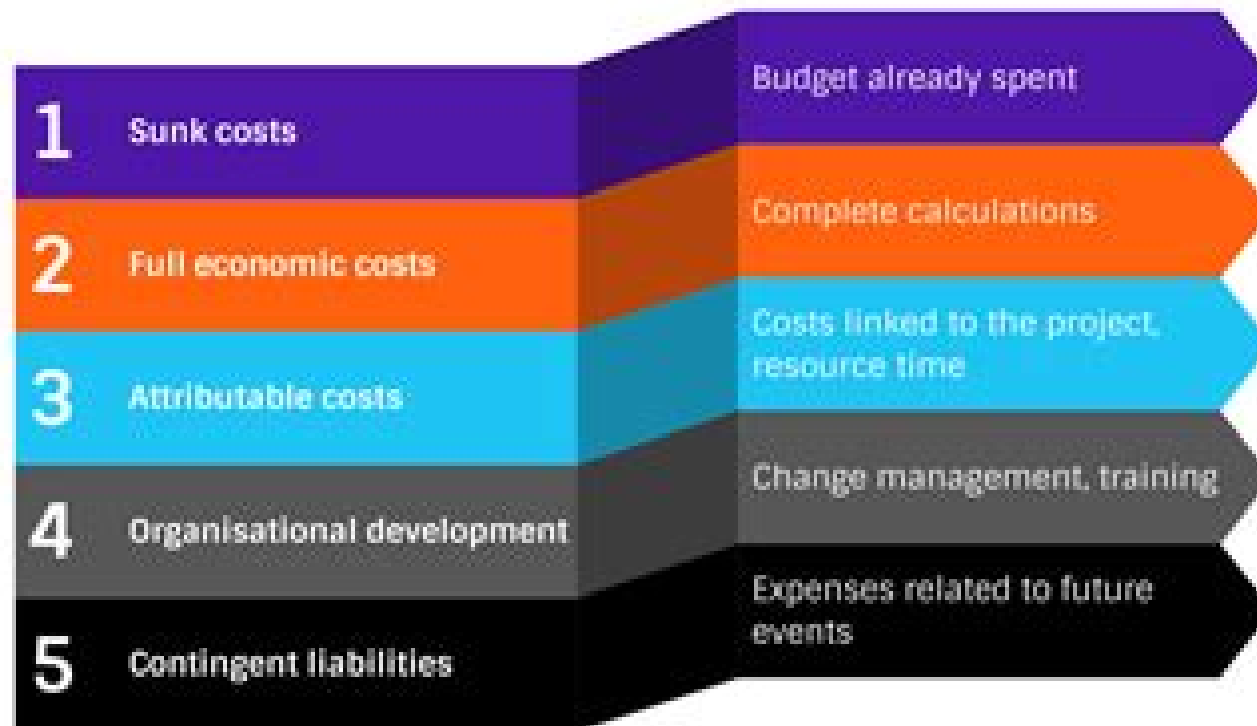 1 Sunk costs
Budget already spent
2 Full economic costs
Complete calculations
3 Attributable costs
Costs linked to the project,
resource time
4 Organisational development
Change management, training
5 Contingent liabilities
Expenses related to future
events